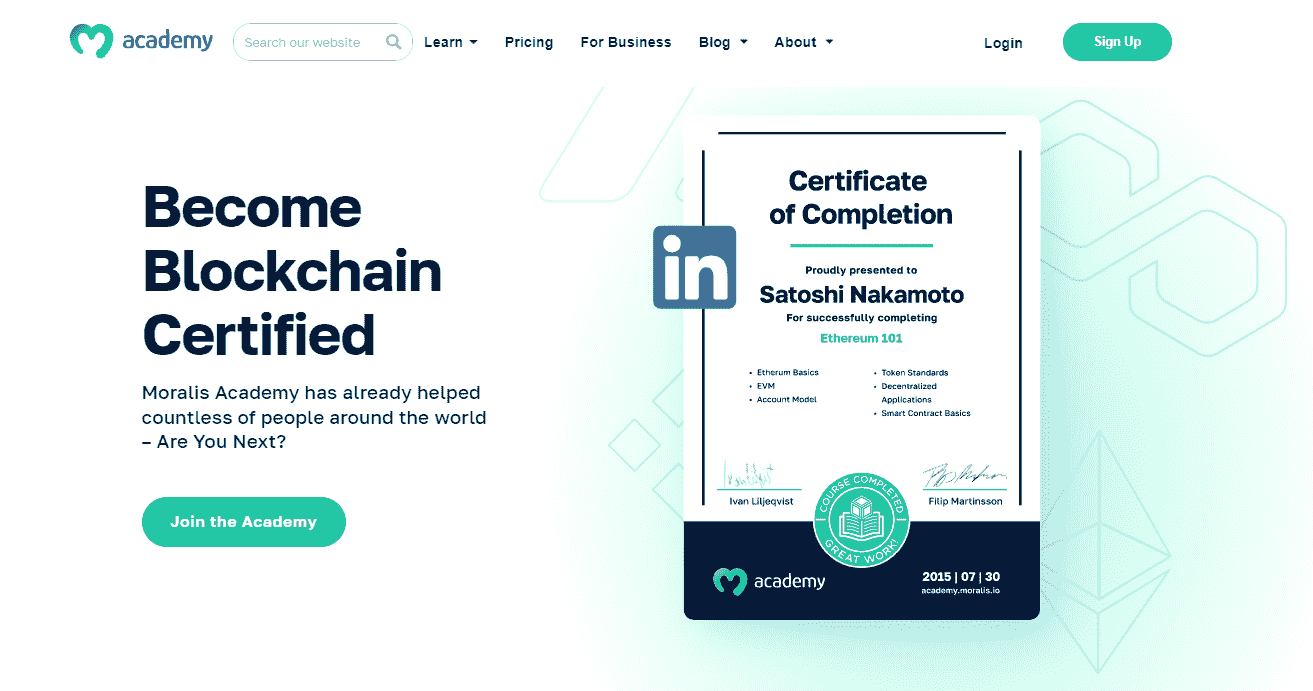 academy
Search our website
Learn
Pricing
For Business
Blog
About
Login
Sign Up
Become
Blockchain
Certified
Moralis Academy has already helped
countless of people around the world
– Are You Next?
Join the Academy
in
Certificate
of Completion
Proudly presented to
Satoshi Nakamoto
For successfully completing
Ethereum 101
• Etherum Basics
• EVM
• Account Model
• Token Standards
• Decentralized
Applications
• Smart Contract Basics
Ivan Liljeqvist
Filip Martinsson
COURSE COMPLETED
GREAT WORK!
academy
2015 | 07 | 30
academy.moralis.io